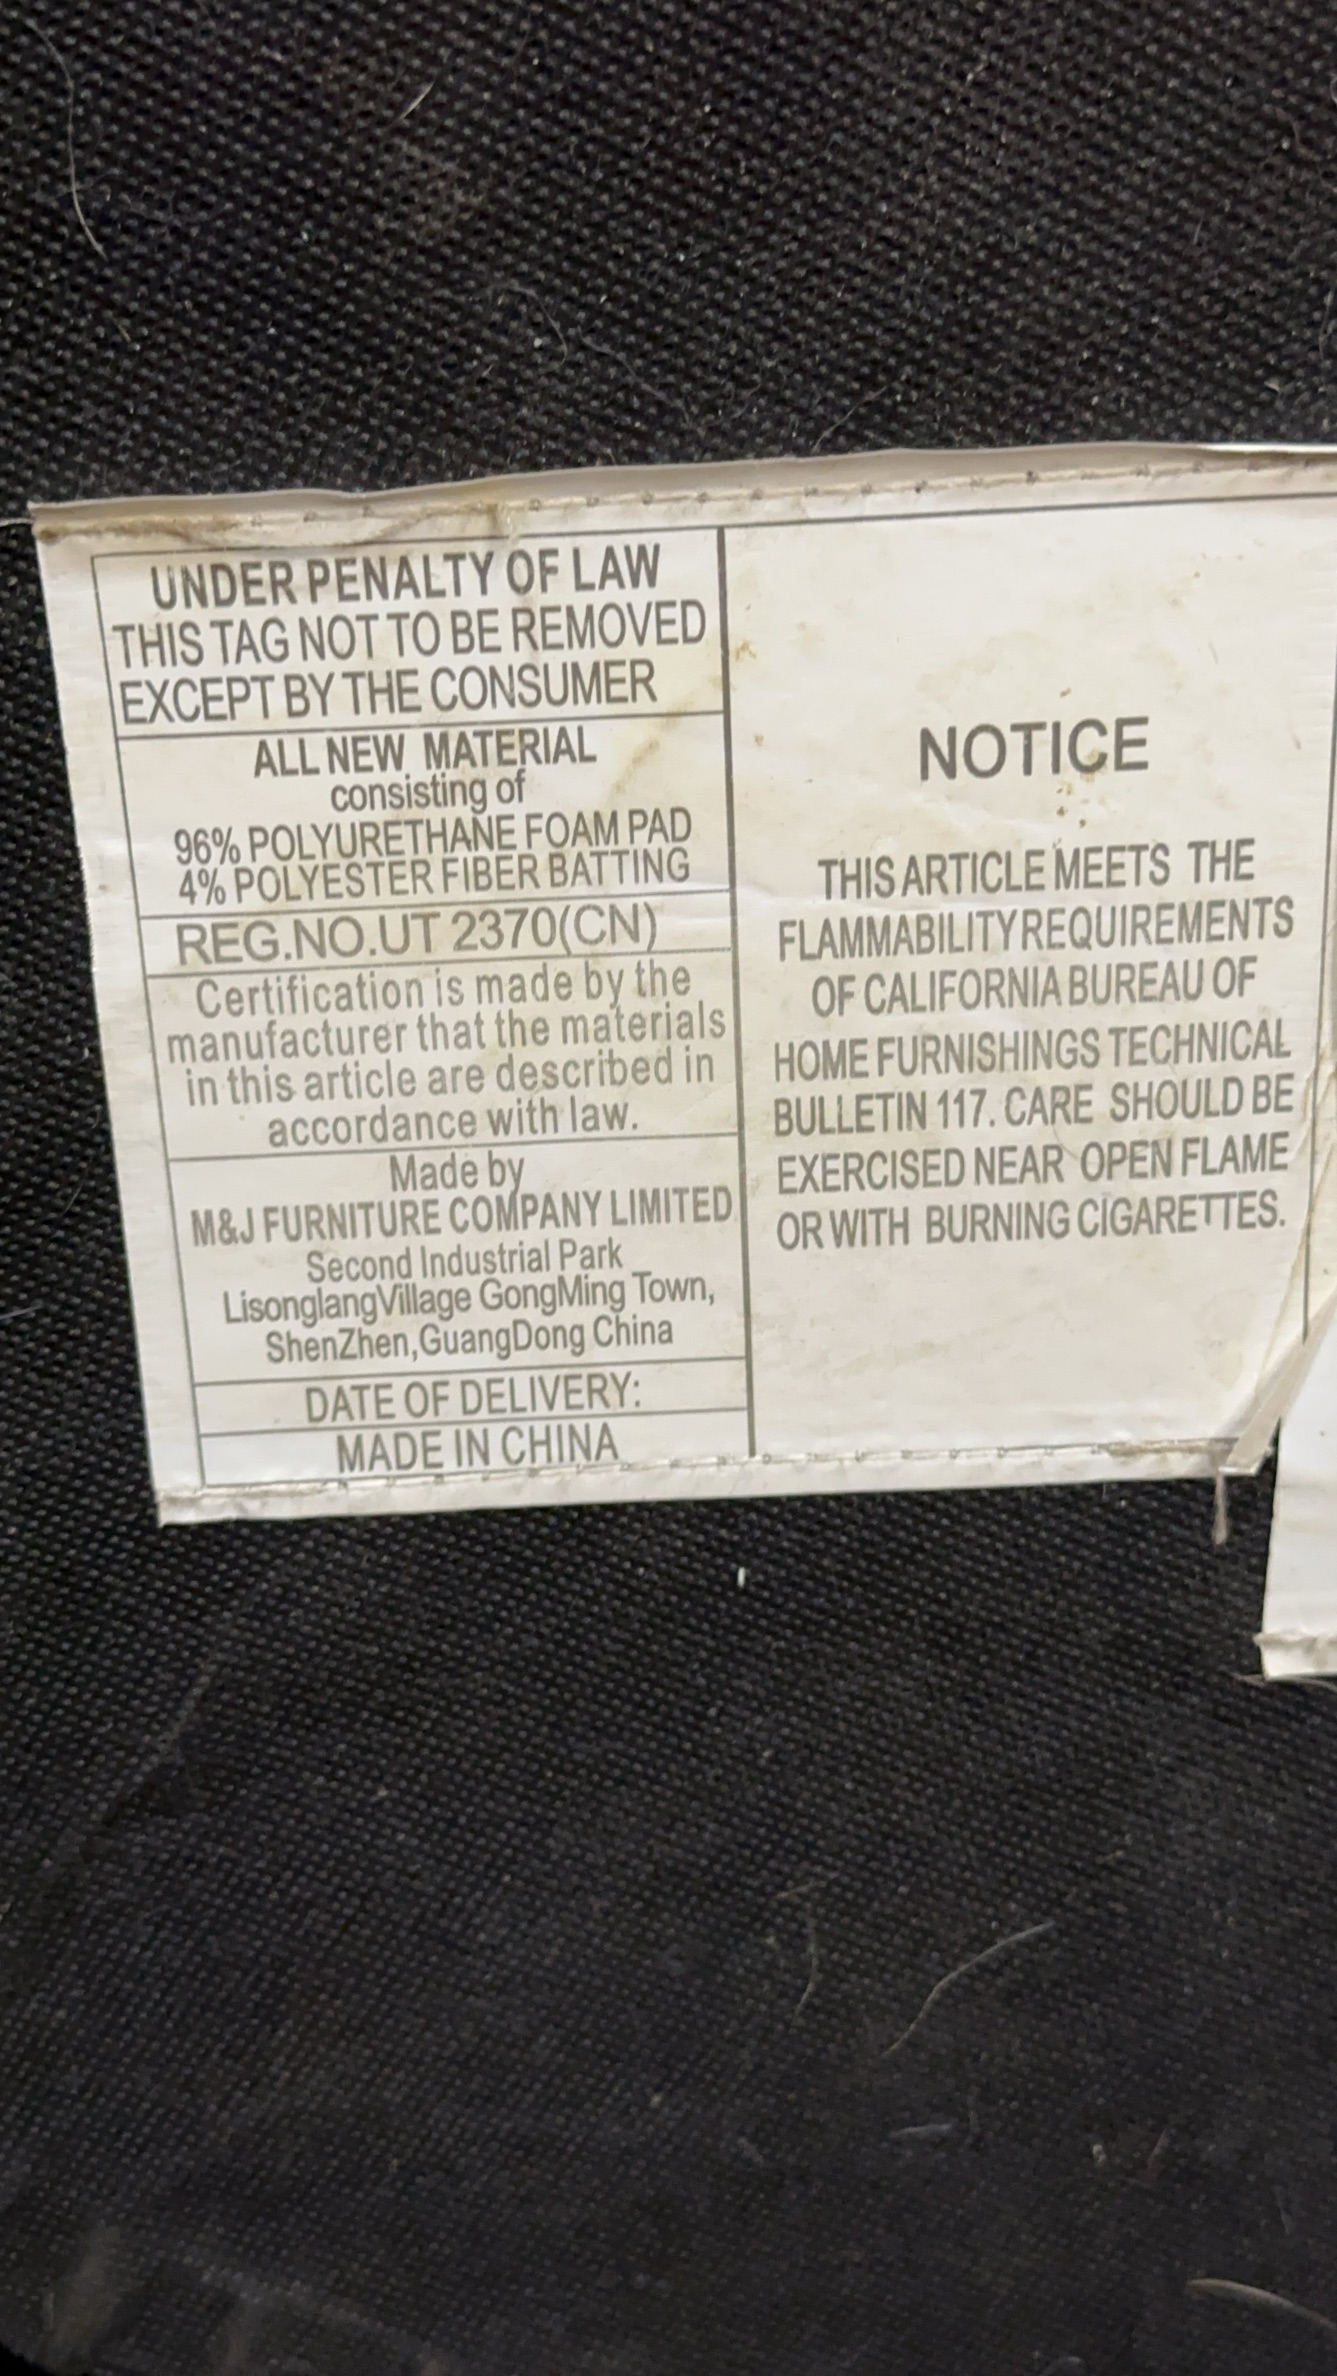 UNDER PENALTY OF LAW
THIS TAG NOT TO BE REMOVED
EXCEPT BY THE CONSUMER
ALL NEW MATERIAL
consisting of
96% POLYURETHANE FOAM PAD
4% POLYESTER FIBER BATTING
REG.NO.UT 2370(CN)
Certification is made by the
manufacturer that the materials
in this article are described in
accordance with law.
Made by
M&J FURNITURE COMPANY LIMITED
Second Industrial Park
LisonglangVillage GongMing Town,
ShenZhen,GuangDong China
DATE OF DELIVERY:
MADE IN CHINA
NOTICE
THIS ARTICLE MEETS THE
FLAMMABILITY REQUIREMENTS
OF CALIFORNIA BUREAU OF
HOME FURNISHINGS TECHNICAL
BULLETIN 117. CARE SHOULD BE
EXERCISED NEAR OPEN FLAME
OR WITH BURNING CIGARETTES.